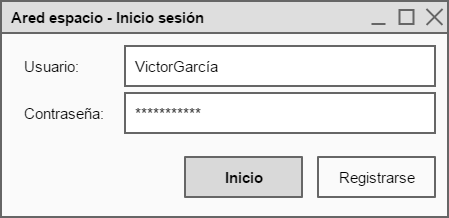 Ared espacio - Inicio sesión
Usuario: VictorGarcía
Contraseña: ***********
Inicio Registrarse